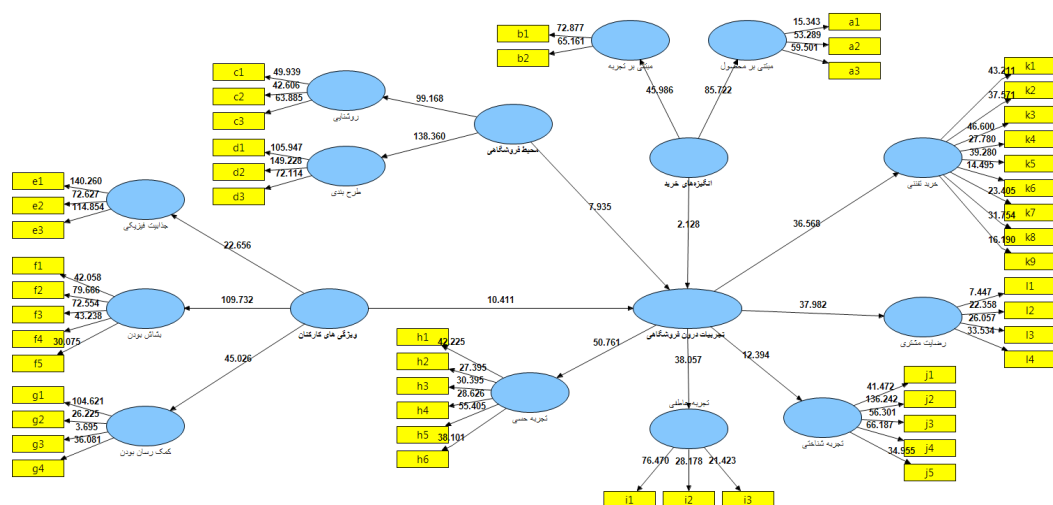 a1
15.343
a2
53.289
a3
59.501
مبتنی بر محصول
b1
72.877
b2
65.161
مبتنی بر تجربه
45.986
85.722
c1
49.939
c2
42.606
c3
63.885
روشنایی
99.168
d1
105.947
d2
149.228
d3
72.114
طرح بندی
138.360
محیط فروشگاهی
انگیزه‌های خرید
k1
43.211
k2
37.571
k3
46.600
k4
27.780
k5
39.280
k6
14.495
k7
23.405
k8
31.754
k9
16.190
خرید تفننی
e1
140.260
e2
72.627
e3
114.854
جذابیت فیزیکی
7.935
2.128
36.568
22.656
f1
42.058
f2
79.666
f3
72.554
f4
43.238
f5
30.075
بشاش بودن
109.732
ویژگی های کارکنان
10.411
تجربیات درون فروشگاهی
37.982
l1
7.447
l2
22.358
l3
26.057
l4
33.534
رضایت مشتری
45.026
50.761
38.057
12.394
g1
104.621
g2
26.225
g3
3.695
g4
36.081
کمک رسان بودن
h1
42.225
h2
27.395
h3
30.395
h4
28.626
h5
55.405
h6
38.101
تجربه حسی
تجربه عاطفی
76.470
28.178
21.423
i1
i2
i3
j1
41.472
j2
136.242
j3
56.301
j4
66.187
j5
34.955
تجربه شناختی